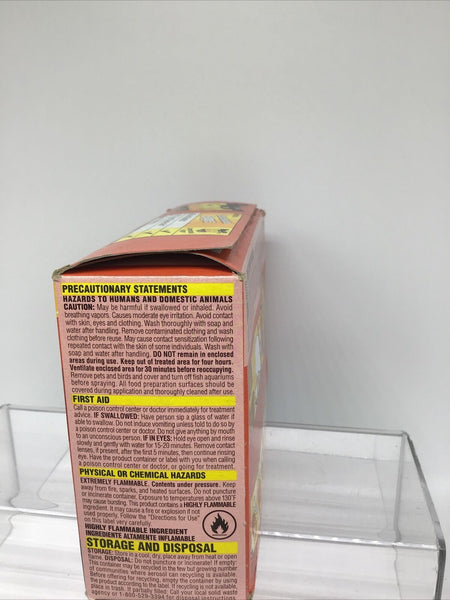 PRECAUTIONARY STATEMENTS
HAZARDS TO HUMANS AND DOMESTIC ANIMALS
CAUTION: May be harmful if swallowed or inhaled. Avoid
breathing vapors. Causes moderate eye irritation. Avoid contact
with skin, eyes and clothing. Wash thoroughly with soap and
water after handling. Remove contaminated clothing and wash
clothing before reuse. May cause contact sensitization following
repeated contact with the skin of some individuals. Wash with
soap and water after handling. DO NOT remain in enclosed
areas during use. Keep out of treated area for four hours.
Ventilate enclosed area for 30 minutes before reoccupying.
Remove pets and birds and cover and turn off fish aquariums
before spraying. All food preparation surfaces should be
covered during application and thoroughly cleaned after use.
FIRST AID
Call a poison control center or doctor immediately for treatment
advice. IF SWALLOWED: Have person sip a glass of water if
able to swallow. Do not induce vomiting unless told to do so by
a poison control center or doctor. Do not give anything by mouth
to an unconscious person. IF IN EYES: Hold eye open and rinse
slowly and gently with water for 15-20 minutes. Remove contact
lenses, if present, after the first 5 minutes, then continue rinsing
eye. Have the product container or label with you when calling
a poison control center or doctor, or going for treatment.
PHYSICAL OR CHEMICAL HAZARDS
EXTREMELY FLAMMABLE. Contents under pressure. Keep
away from fire, sparks, and heated surfaces. Do not puncture
or incinerate container. Exposure to temperatures above 130°F
may cause bursting. This product contains a HIGHLY FLAMMABLE
ingredient. It may cause a fire or explosion if not
used properly. Follow the "Directions for Use"
on this label very carefully.
HIGHLY FLAMMABLE INGREDIENT
INGREDIENTE ALTAMENTE INFLAMABLE
STORAGE AND DISPOSAL
STORAGE: Store in a cool, dry, place away from heat or open
flame. DISPOSAL: Do not puncture or incinerate! If empty:
This container may be recycled in the few but growing number
of communities where aerosol can recycling is available.
Before offering for recycling, empty the container by using
the product according to the label. If recycling is not available,
place in trash. If partially filled: Call your local solid waste
agency or 1-800-529-3394 for disposal instructions.